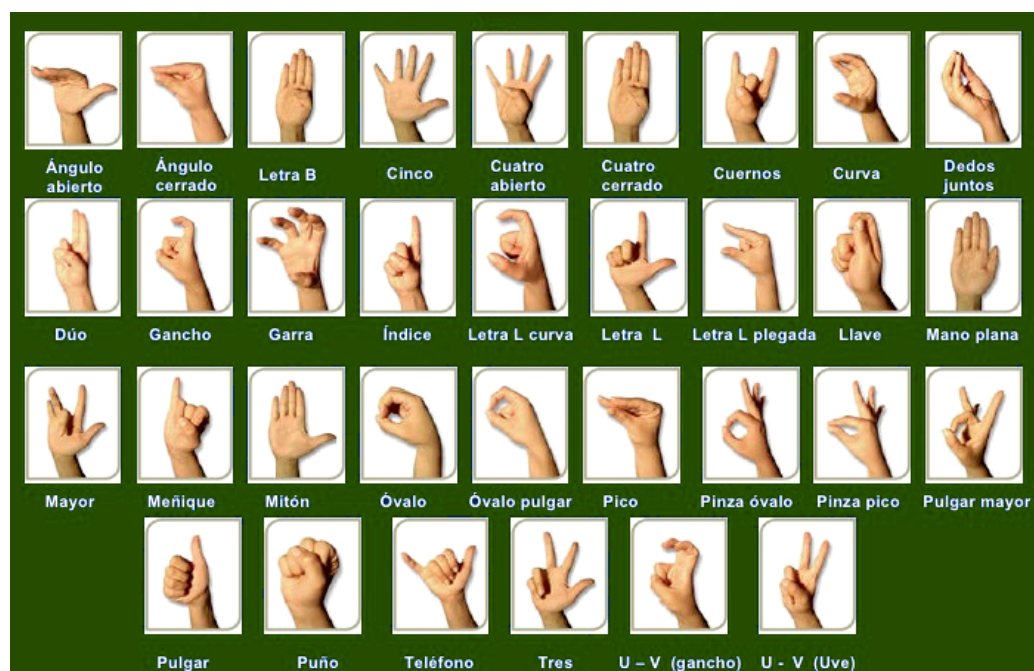 Ángulo abierto
Ángulo cerrado
Letra B
Cinco
Cuatro abierto
Cuatro cerrado
Cuernos
Curva
Dedos juntos
Dúo
Gancho
Garra
Índice
Letra L curva
Letra L
Letra L plegada
Llave
Mano plana
Mayor
Meñique
Mitón
Óvalo
Óvalo pulgar
Pico
Pinza óvalo
Pinza pico
Pulgar mayor
Pulgar
Puño
Teléfono
Tres
U – V (gancho)
U - V (Uve)